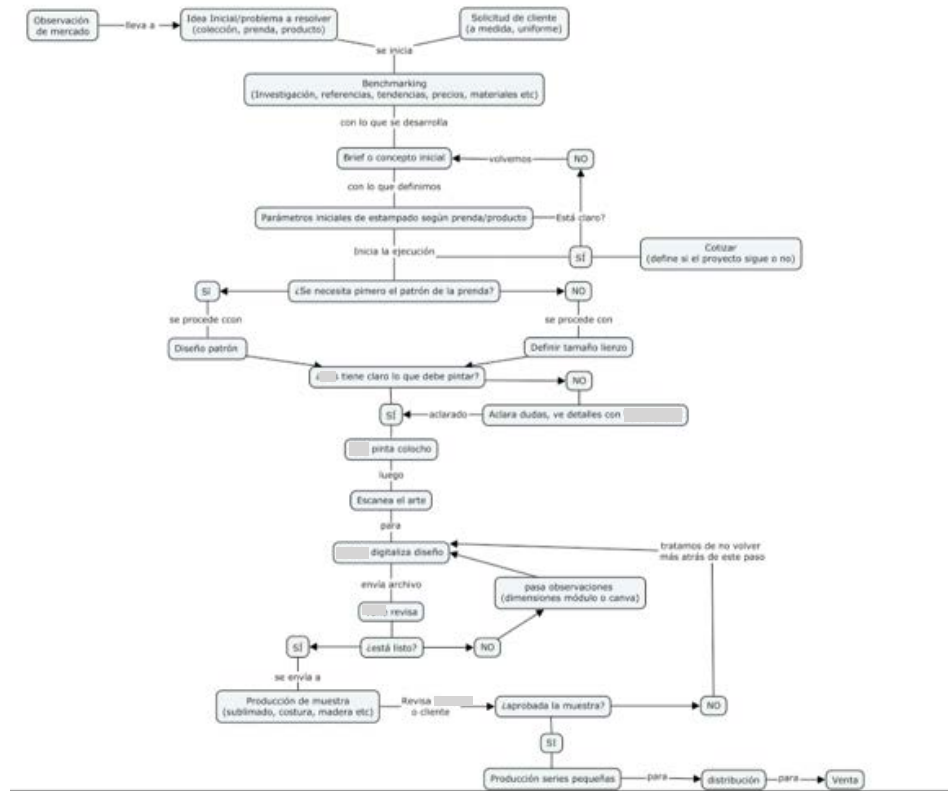 Observación
de mercado
lleva a
Idea Inicial/problema a resolver
(colección, prenda, producto)
Solicitud de cliente
(a medida, uniforme)
se inicia
Benchmarking
(Investigación, referencias, tendencias, precios, materiales etc)
con lo que se desarrolla
Brief o concepto inicial
volvemos
NO
con lo que definimos
Parámetros iniciales de estampado según prenda/producto
Está claro?
Inicia la ejecución
SÍ
Cotizar
(define si el proyecto sigue o no)
SI
¿Se necesita pimero el patrón de la prenda?
NO
se procede ccon
se procede con
Diseño patrón
Definir tamaño lienzo
tiene claro lo que debe pintar?
NO
SÍ
aclarado
Aclara dudas, ve detalles con
pinta colocho
luego
Escanea el arte
para
digitaliza diseño
tratamos de no volver
más atrás de este paso
envía archivo
pasa observaciones
(dimensiones módulo o canva)
revisa
SÍ
¿está listo?
NO
se envía a
Producción de muestra
(sublimado, costura, madera etc)
Revisa
o cliente
¿aprobada la muestra?
NO
SI
Producción series pequeñas
para
distribución
para
Venta